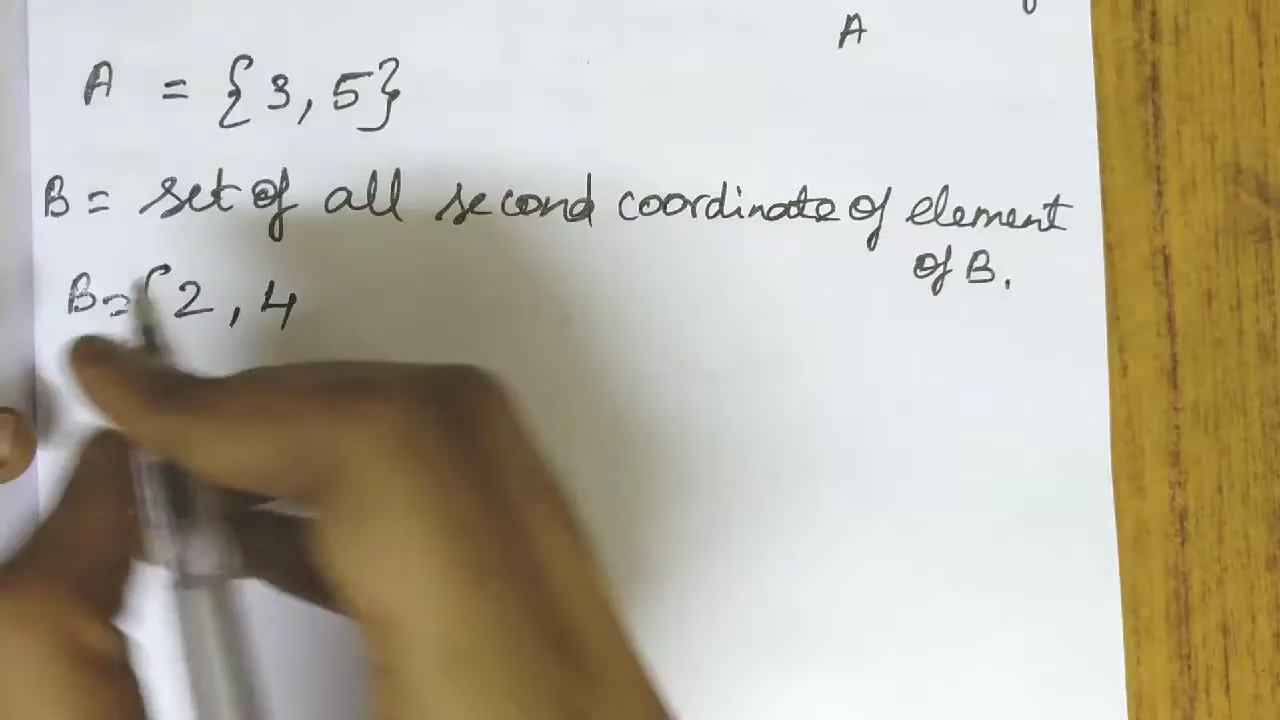 A
A = {3, 5}
B = set of all second coordinate of element
of B.
B = { 2 , 4